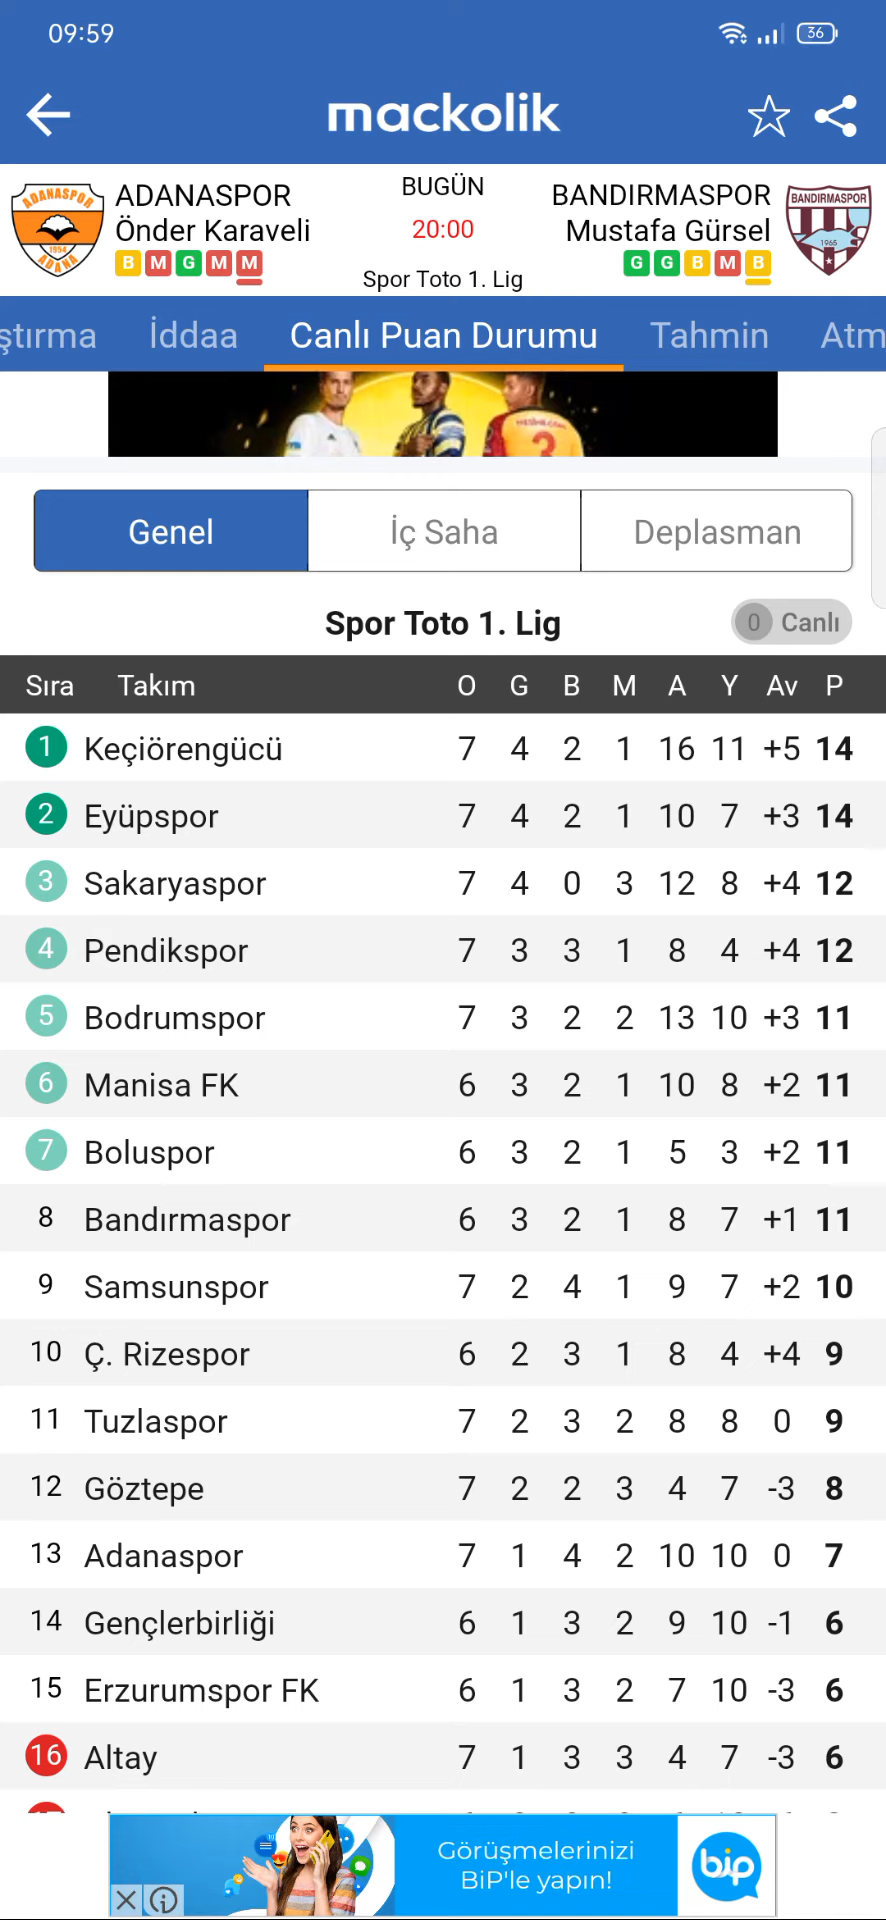 09:59
36
mackolik
ADANASPOR
Önder Karaveli
B M G M M
BUGÜN
20:00
Spor Toto 1. Lig
BANDIRMASPOR
Mustafa Gürsel
G G B M B
ADANASPOR
1954
ADANA
BANDIRMASPOR
1965
ştırma İddaa Canlı Puan Durumu Tahmin Atm
Genel İç Saha Deplasman
Spor Toto 1. Lig
0 Canlı
Sıra Takım O G B M A Y Av P
1 Keçiörengücü 7 4 2 1 16 11 +5 14
2 Eyüpspor 7 4 2 1 10 7 +3 14
3 Sakaryaspor 7 4 0 3 12 8 +4 12
4 Pendikspor 7 3 3 1 8 4 +4 12
5 Bodrumspor 7 3 2 2 13 10 +3 11
6 Manisa FK 6 3 2 1 10 8 +2 11
7 Boluspor 6 3 2 1 5 3 +2 11
8 Bandırmaspor 6 3 2 1 8 7 +1 11
9 Samsunspor 7 2 4 1 9 7 +2 10
10 Ç. Rizespor 6 2 3 1 8 4 +4 9
11 Tuzlaspor 7 2 3 2 8 8 0 9
12 Göztepe 7 2 2 3 4 7 -3 8
13 Adanaspor 7 1 4 2 10 10 0 7
14 Gençlerbirliği 6 1 3 2 9 10 -1 6
15 Erzurumspor FK 6 1 3 2 7 10 -3 6
16 Altay 7 1 3 3 4 7 -3 6
Görüşmelerinizi
BiP'le yapın!
bip